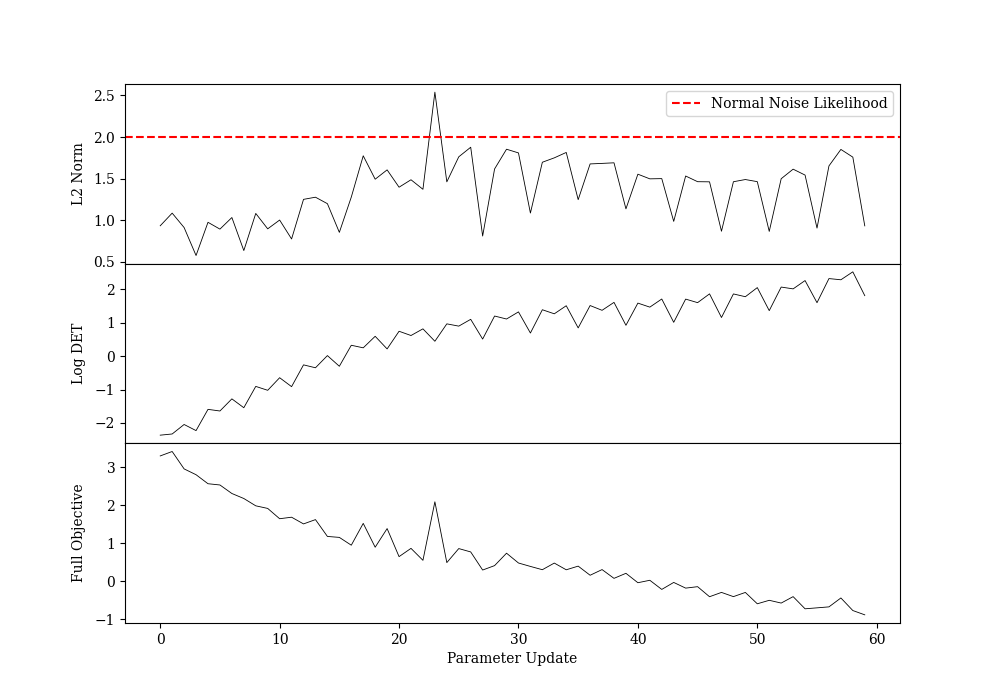 2.5
2.0
1.5
1.0
0.5
L2 Norm
Normal Noise Likelihood
2
1
0
−1
−2
Log DET
3
2
1
0
−1
Full Objective
0 10 20 30 40 50 60
Parameter Update